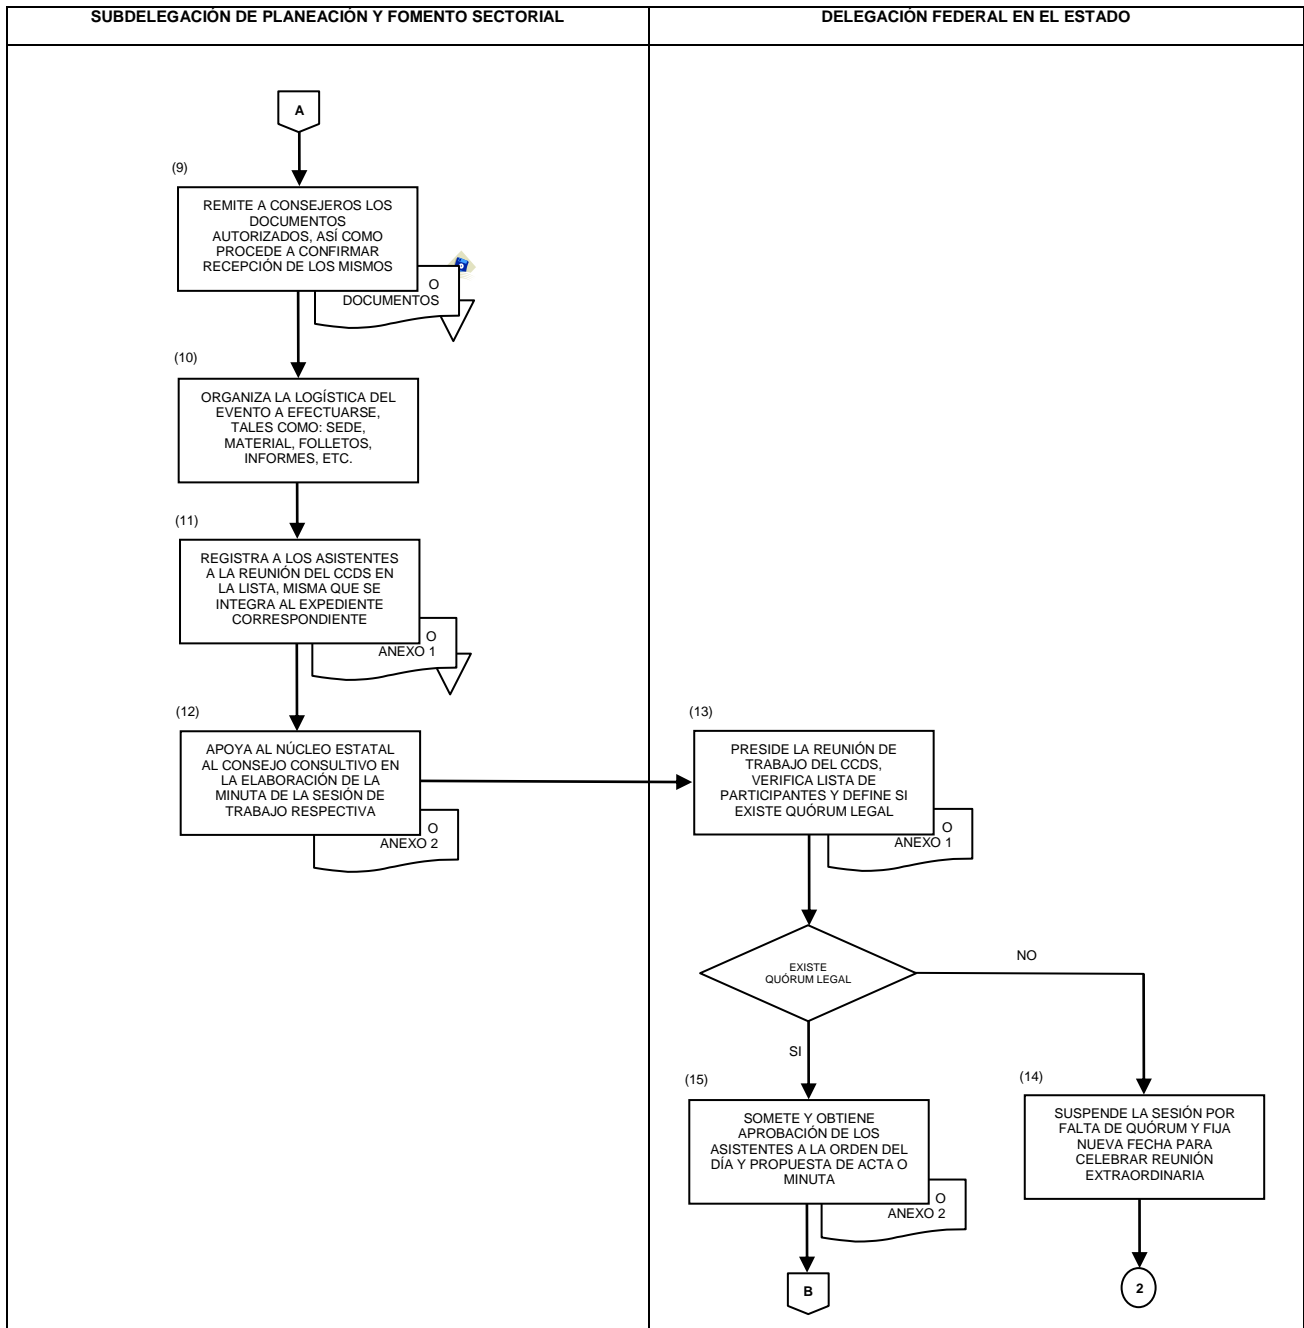 SUBDELEGACIÓN DE PLANEACIÓN Y FOMENTO SECTORIAL
DELEGACIÓN FEDERAL EN EL ESTADO
A
(9)
REMITE A CONSEJEROS LOS
DOCUMENTOS
AUTORIZADOS, ASÍ COMO
PROCEDE A CONFIRMAR
RECEPCIÓN DE LOS MISMOS
O
DOCUMENTOS
(10)
ORGANIZA LA LOGÍSTICA DEL
EVENTO A EFECTUARSE,
TALES COMO: SEDE,
MATERIAL, FOLLETOS,
INFORMES, ETC.
(11)
REGISTRA A LOS ASISTENTES
A LA REUNIÓN DEL CCDS EN
LA LISTA, MISMA QUE SE
INTEGRA AL EXPEDIENTE
CORRESPONDIENTE
O
ANEXO 1
(12)
APOYA AL NÚCLEO ESTATAL
AL CONSEJO CONSULTIVO EN
LA ELABORACIÓN DE LA
MINUTA DE LA SESIÓN DE
TRABAJO RESPECTIVA
O
ANEXO 2
(13)
PRESIDE LA REUNIÓN DE
TRABAJO DEL CCDS,
VERIFICA LISTA DE
PARTICIPANTES Y DEFINE SI
EXISTE QUÓRUM LEGAL
O
ANEXO 1
EXISTE
QUÓRUM LEGAL
NO
SI
(15)
SOMETE Y OBTIENE
APROBACIÓN DE LOS
ASISTENTES A LA ORDEN DEL
DÍA Y PROPUESTA DE ACTA O
MINUTA
O
ANEXO 2
B
(14)
SUSPENDE LA SESIÓN POR
FALTA DE QUÓRUM Y FIJA
NUEVA FECHA PARA
CELEBRAR REUNIÓN
EXTRAORDINARIA
2